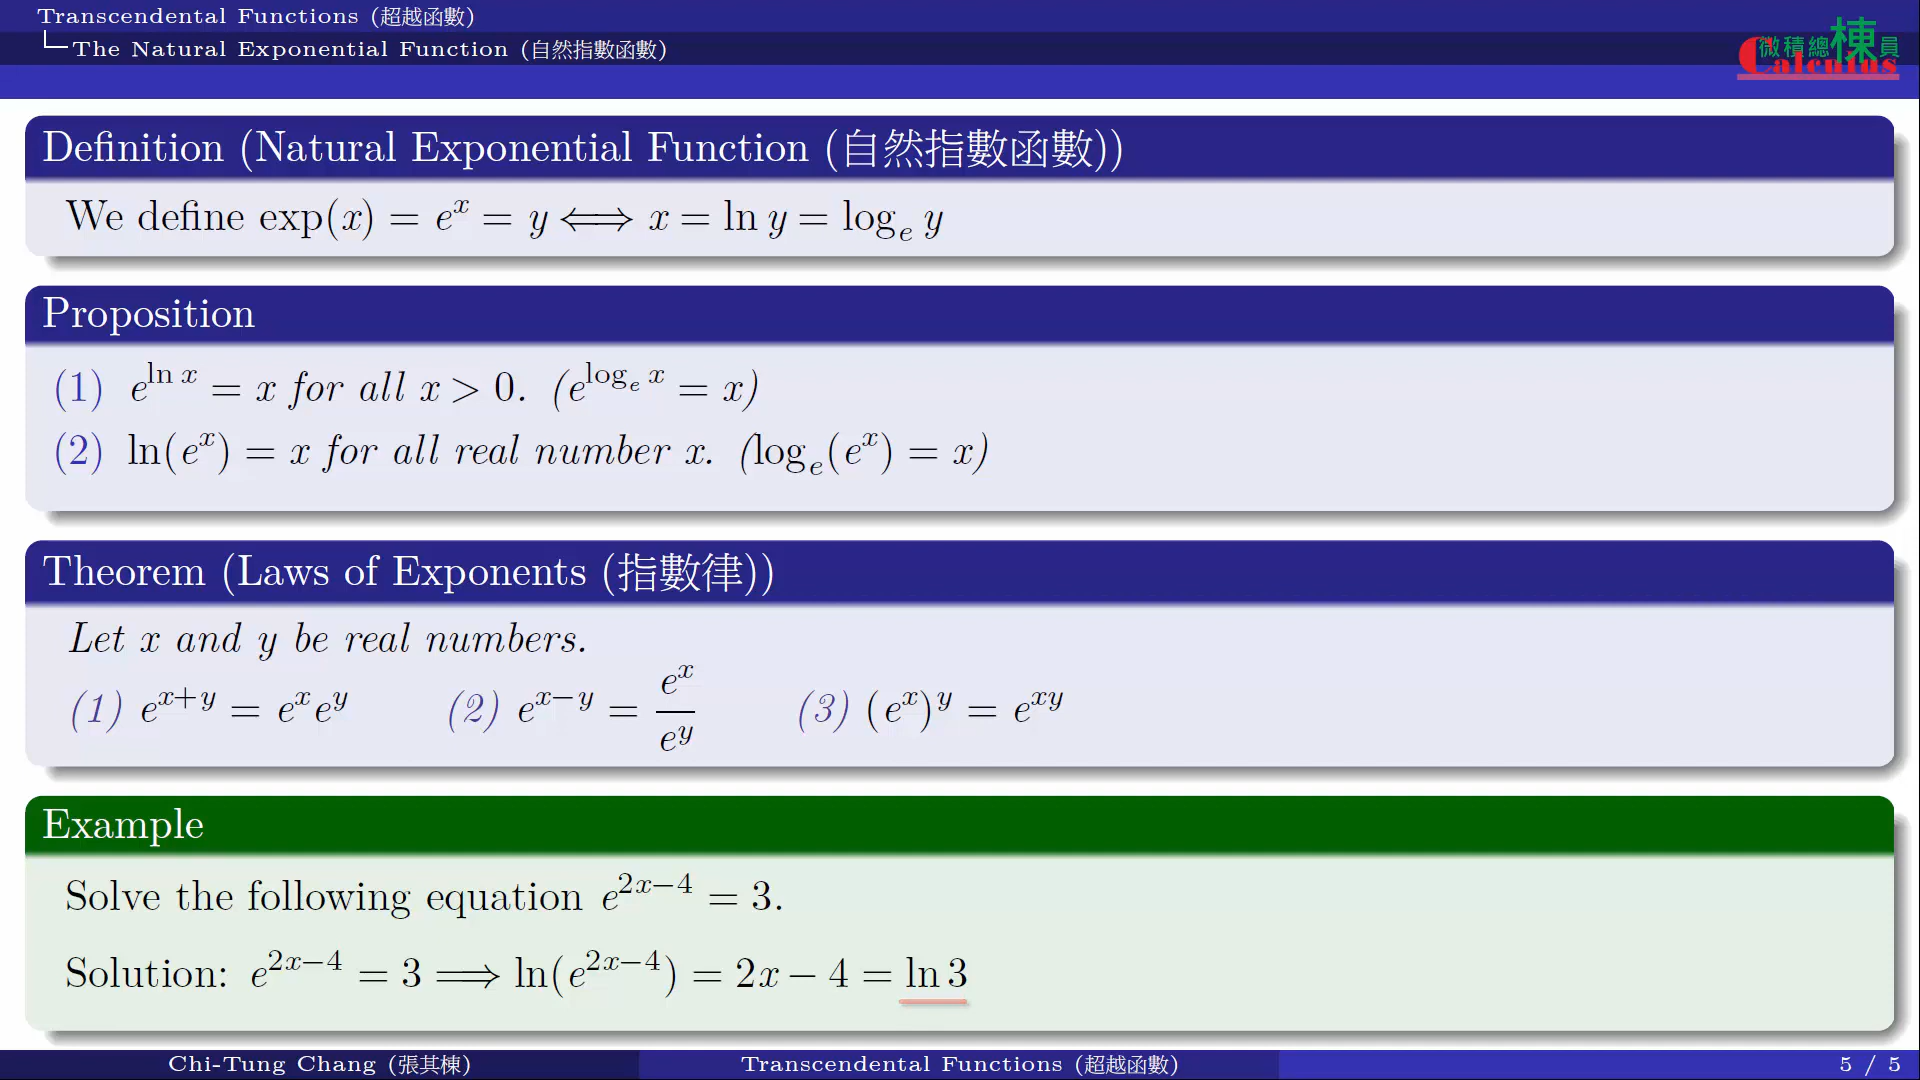 Transcendental Functions (超越函數)
The Natural Exponential Function (自然指數函數)
微積總棟員
Calculus
Definition (Natural Exponential Function (自然指數函數))
We define exp(x) = e^x = y ⟺ x = ln y = log_e y
Proposition
(1) e^{ln x} = x for all x > 0. (e^{log_e x} = x)
(2) ln(e^x) = x for all real number x. (log_e(e^x) = x)
Theorem (Laws of Exponents (指數律))
Let x and y be real numbers.
(1) e^{x+y} = e^x e^y (2) e^{x−y} = \frac{e^x}{e^y} (3) (e^x)^y = e^{xy}
Example
Solve the following equation e^{2x−4} = 3.
Solution: e^{2x−4} = 3 ⟹ ln(e^{2x−4}) = 2x − 4 = ln 3
Chi-Tung Chang (張其棟) Transcendental Functions (超越函數) 5 / 5